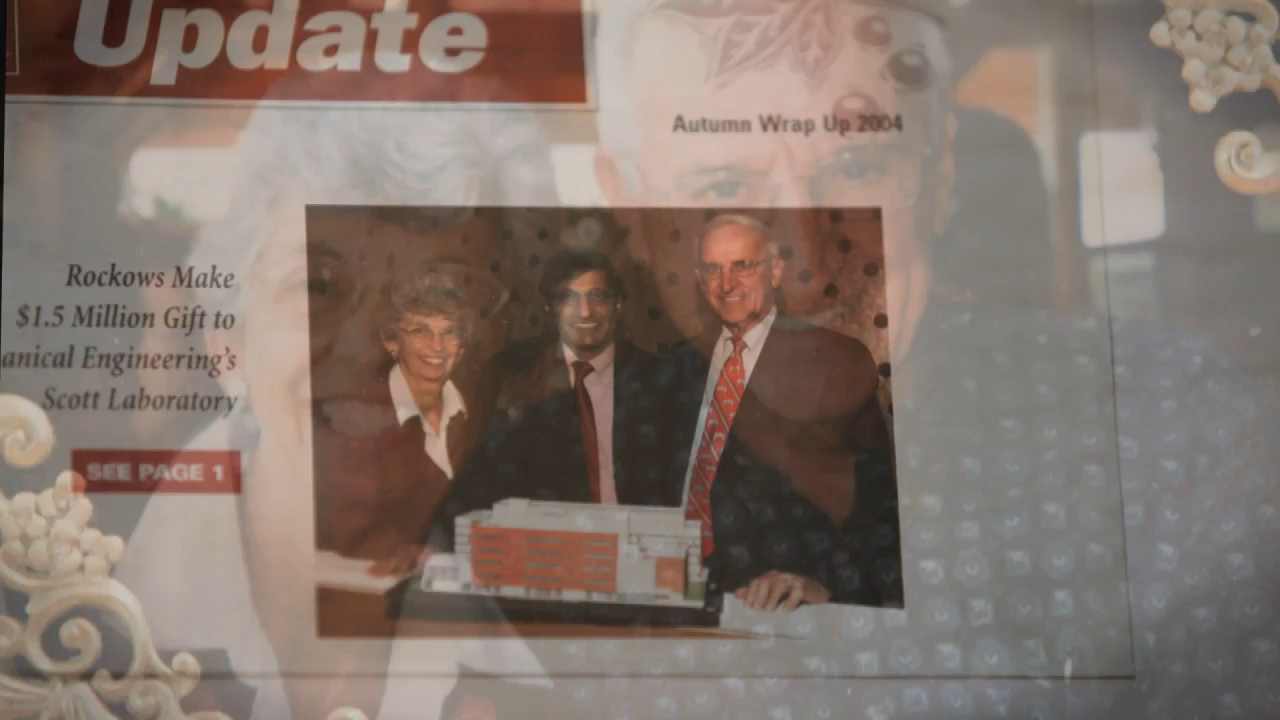 Update
Autumn Wrap Up 2004
Rockows Make
$1.5 Million Gift to
anical Engineering's
Scott Laboratory
SEE PAGE 1